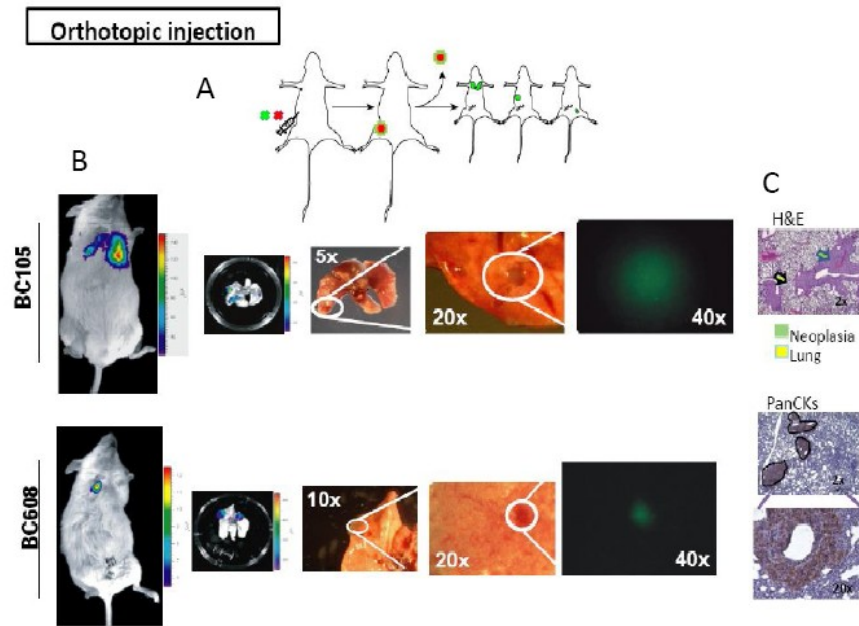 Orthotopic injection
A
B
C
BC105
5x
20x
40x
H&E
2x
Neoplasia
Lung
PanCKs
2x
20x
BC608
10x
20x
40x